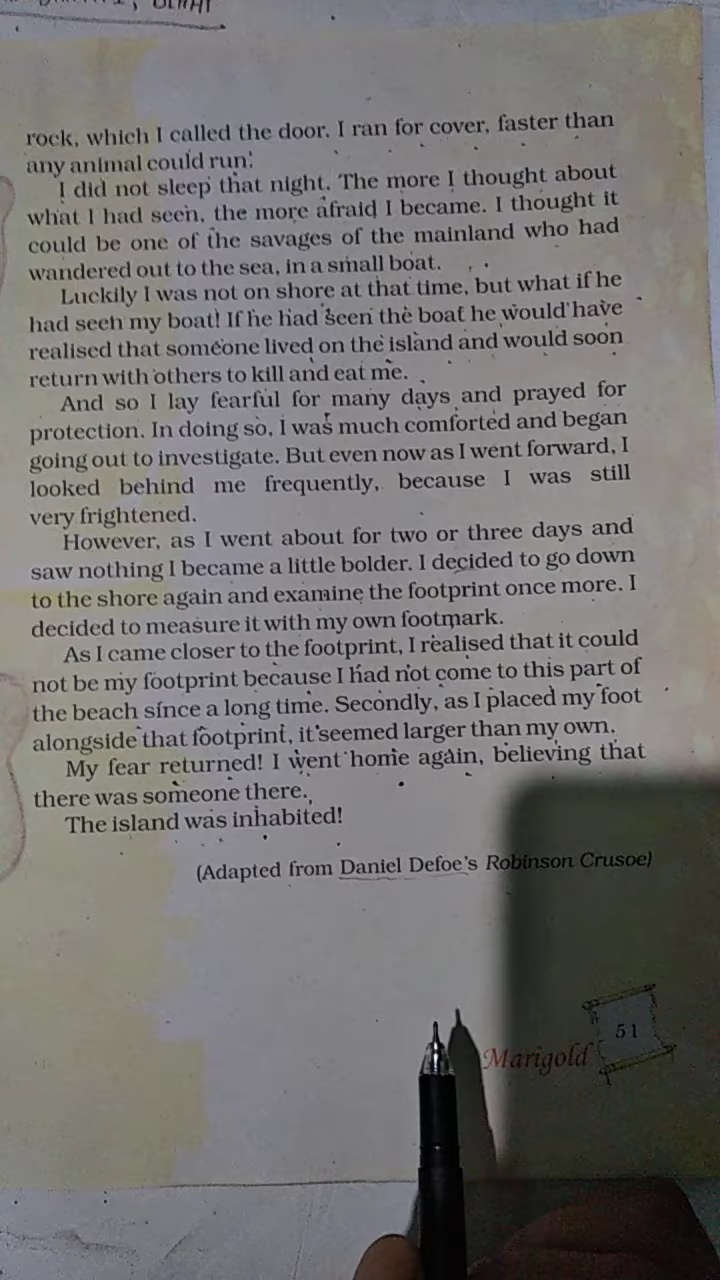 rock, which I called the door. I ran for cover, faster than
any animal could run.
I did not sleep that night. The more I thought about
what I had seen, the more afraid I became. I thought it
could be one of the savages of the mainland who had
wandered out to the sea, in a small boat.
Luckily I was not on shore at that time, but what if he
had seen my boat! If he had seen the boat he would have
realised that someone lived on the island and would soon
return with others to kill and eat me.
And so I lay fearful for many days and prayed for
protection. In doing so, I was much comforted and began
going out to investigate. But even now as I went forward, I
looked behind me frequently, because I was still
very frightened.
However, as I went about for two or three days and
saw nothing I became a little bolder. I decided to go down
to the shore again and examine the footprint once more. I
decided to measure it with my own footmark.
As I came closer to the footprint, I realised that it could
not be my footprint because I had not come to this part of
the beach since a long time. Secondly, as I placed my foot
alongside that footprint, it seemed larger than my own.
My fear returned! I went home again, believing that
there was someone there.
The island was inhabited!
(Adapted from Daniel Defoe's Robinson Crusoe)
51
Marigold